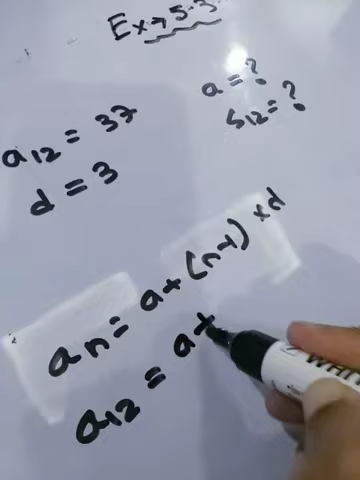 Ex → 5.3
a = ?
S₁₂ = ?
a₁₂ = 37
d = 3
aₙ = a + (n-1) × d
a₁₂ = a +